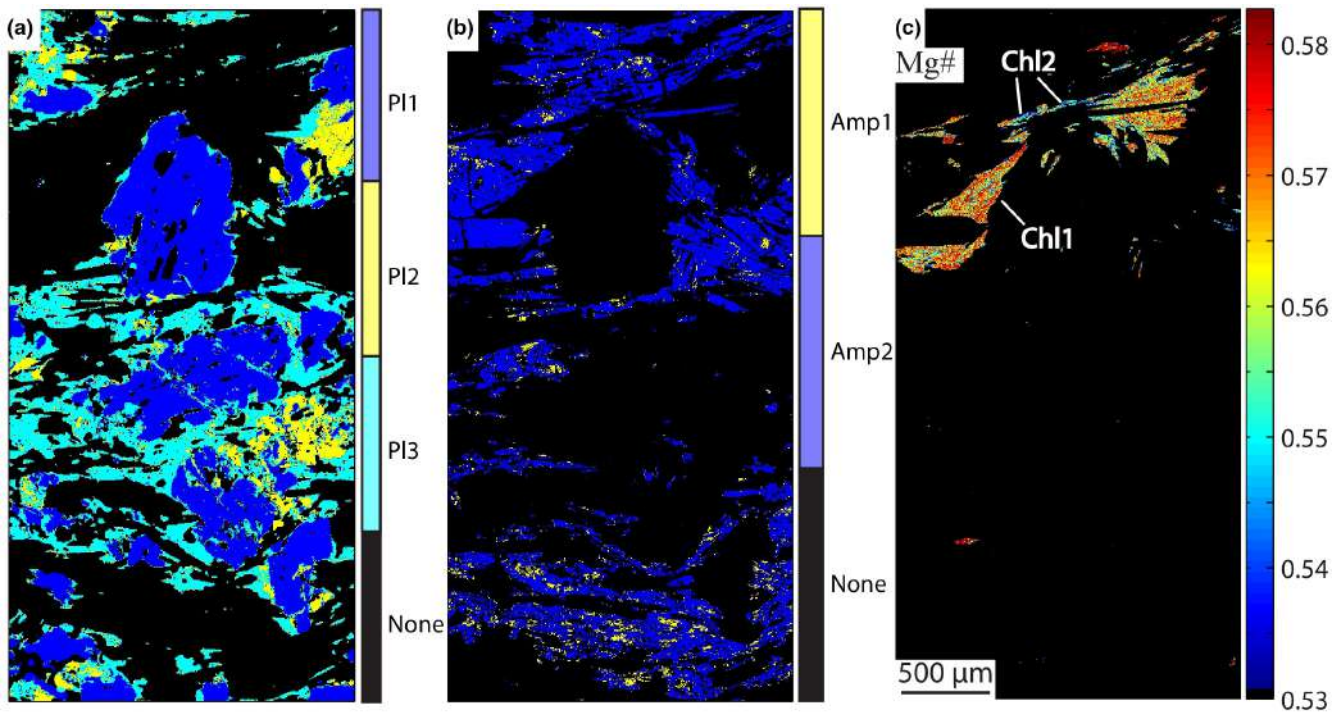 (a)
Pl1
Pl2
Pl3
None
(b)
Amp1
Amp2
None
(c)
Mg#
Chl2
Chl1
500 µm
0.58
0.57
0.56
0.55
0.54
0.53